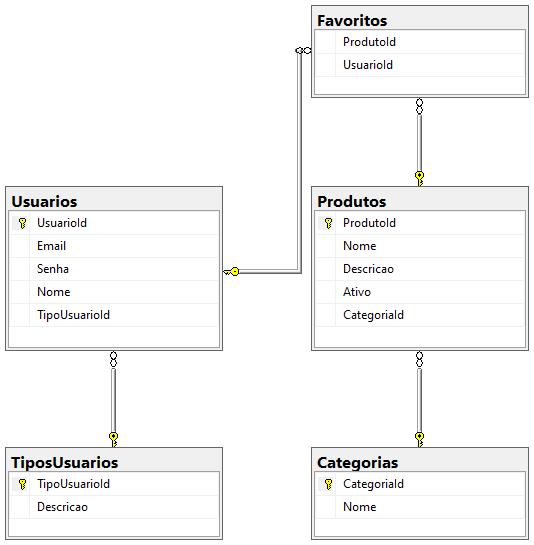 Favoritos
ProdutoId
UsuarioId
Usuarios
UsuarioId
Email
Senha
Nome
TipoUsuarioId
Produtos
ProdutoId
Nome
Descricao
Ativo
CategoriaId
TiposUsuarios
TipoUsuarioId
Descricao
Categorias
CategoriaId
Nome